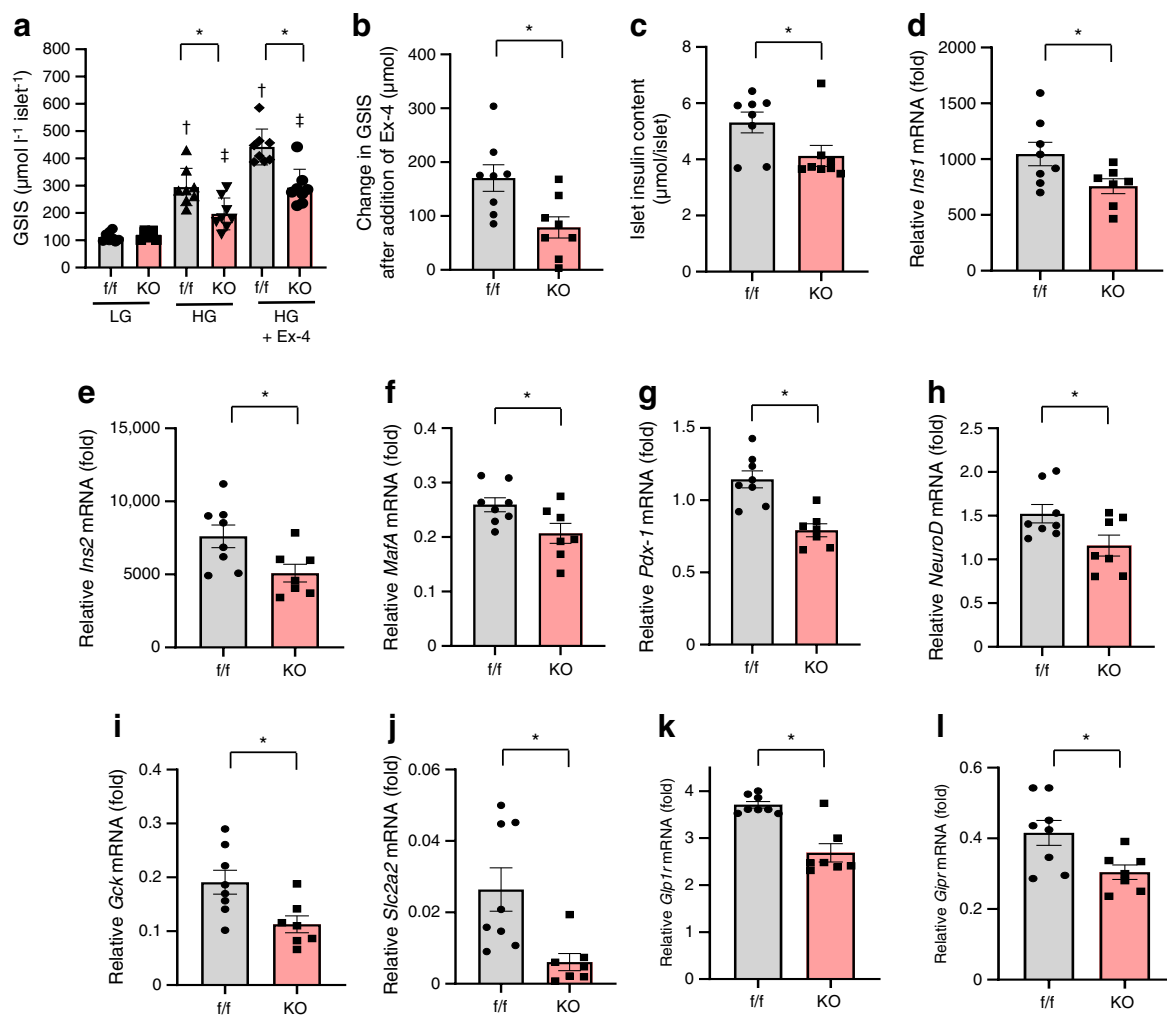 a
GSIS (µmol l⁻¹ islet⁻¹)
800
700
600
500
400
300
200
100
0
*
*
†
‡
†
‡
f/f KO f/f KO f/f KO
LG HG HG
+ Ex-4
b
Change in GSIS
after addition of Ex-4 (µmol)
400
300
200
100
0
*
f/f KO
c
Islet insulin content
(µmol/islet)
8
6
4
2
0
*
f/f KO
d
Relative Ins1 mRNA (fold)
2000
1500
1000
500
0
*
f/f KO
e
Relative Ins2 mRNA (fold)
15,000
10,000
5000
0
*
f/f KO
f
Relative MafA mRNA (fold)
0.4
0.3
0.2
0.1
0
*
f/f KO
g
Relative Pdx-1 mRNA (fold)
1.5
1.0
0.5
0
*
f/f KO
h
Relative NeuroD mRNA (fold)
2.5
2.0
1.5
1.0
0.5
0
*
f/f KO
i
Relative Gck mRNA (fold)
0.4
0.3
0.2
0.1
0
*
f/f KO
j
Relative Slc2a2 mRNA (fold)
0.06
0.04
0.02
0
*
f/f KO
k
Relative Glp1r mRNA (fold)
4
3
2
1
0
*
f/f KO
l
Relative Gipr mRNA (fold)
0.6
0.4
0.2
0
*
f/f KO